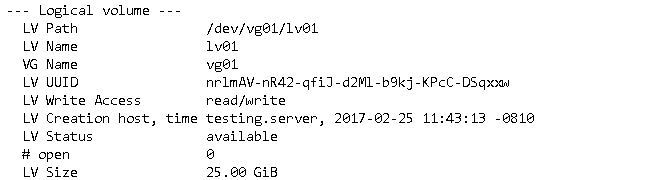 --- Logical volume ---
LV Path /dev/vg01/lv01
LV Name lv01
VG Name vg01
LV UUID nrlmAV-nR42-qfiJ-d2Ml-b9kj-KPcC-DSqxxw
LV Write Access read/write
LV Creation host, time testing.server, 2017-02-25 11:43:13 -0810
LV Status available
# open 0
LV Size 25.00 GiB